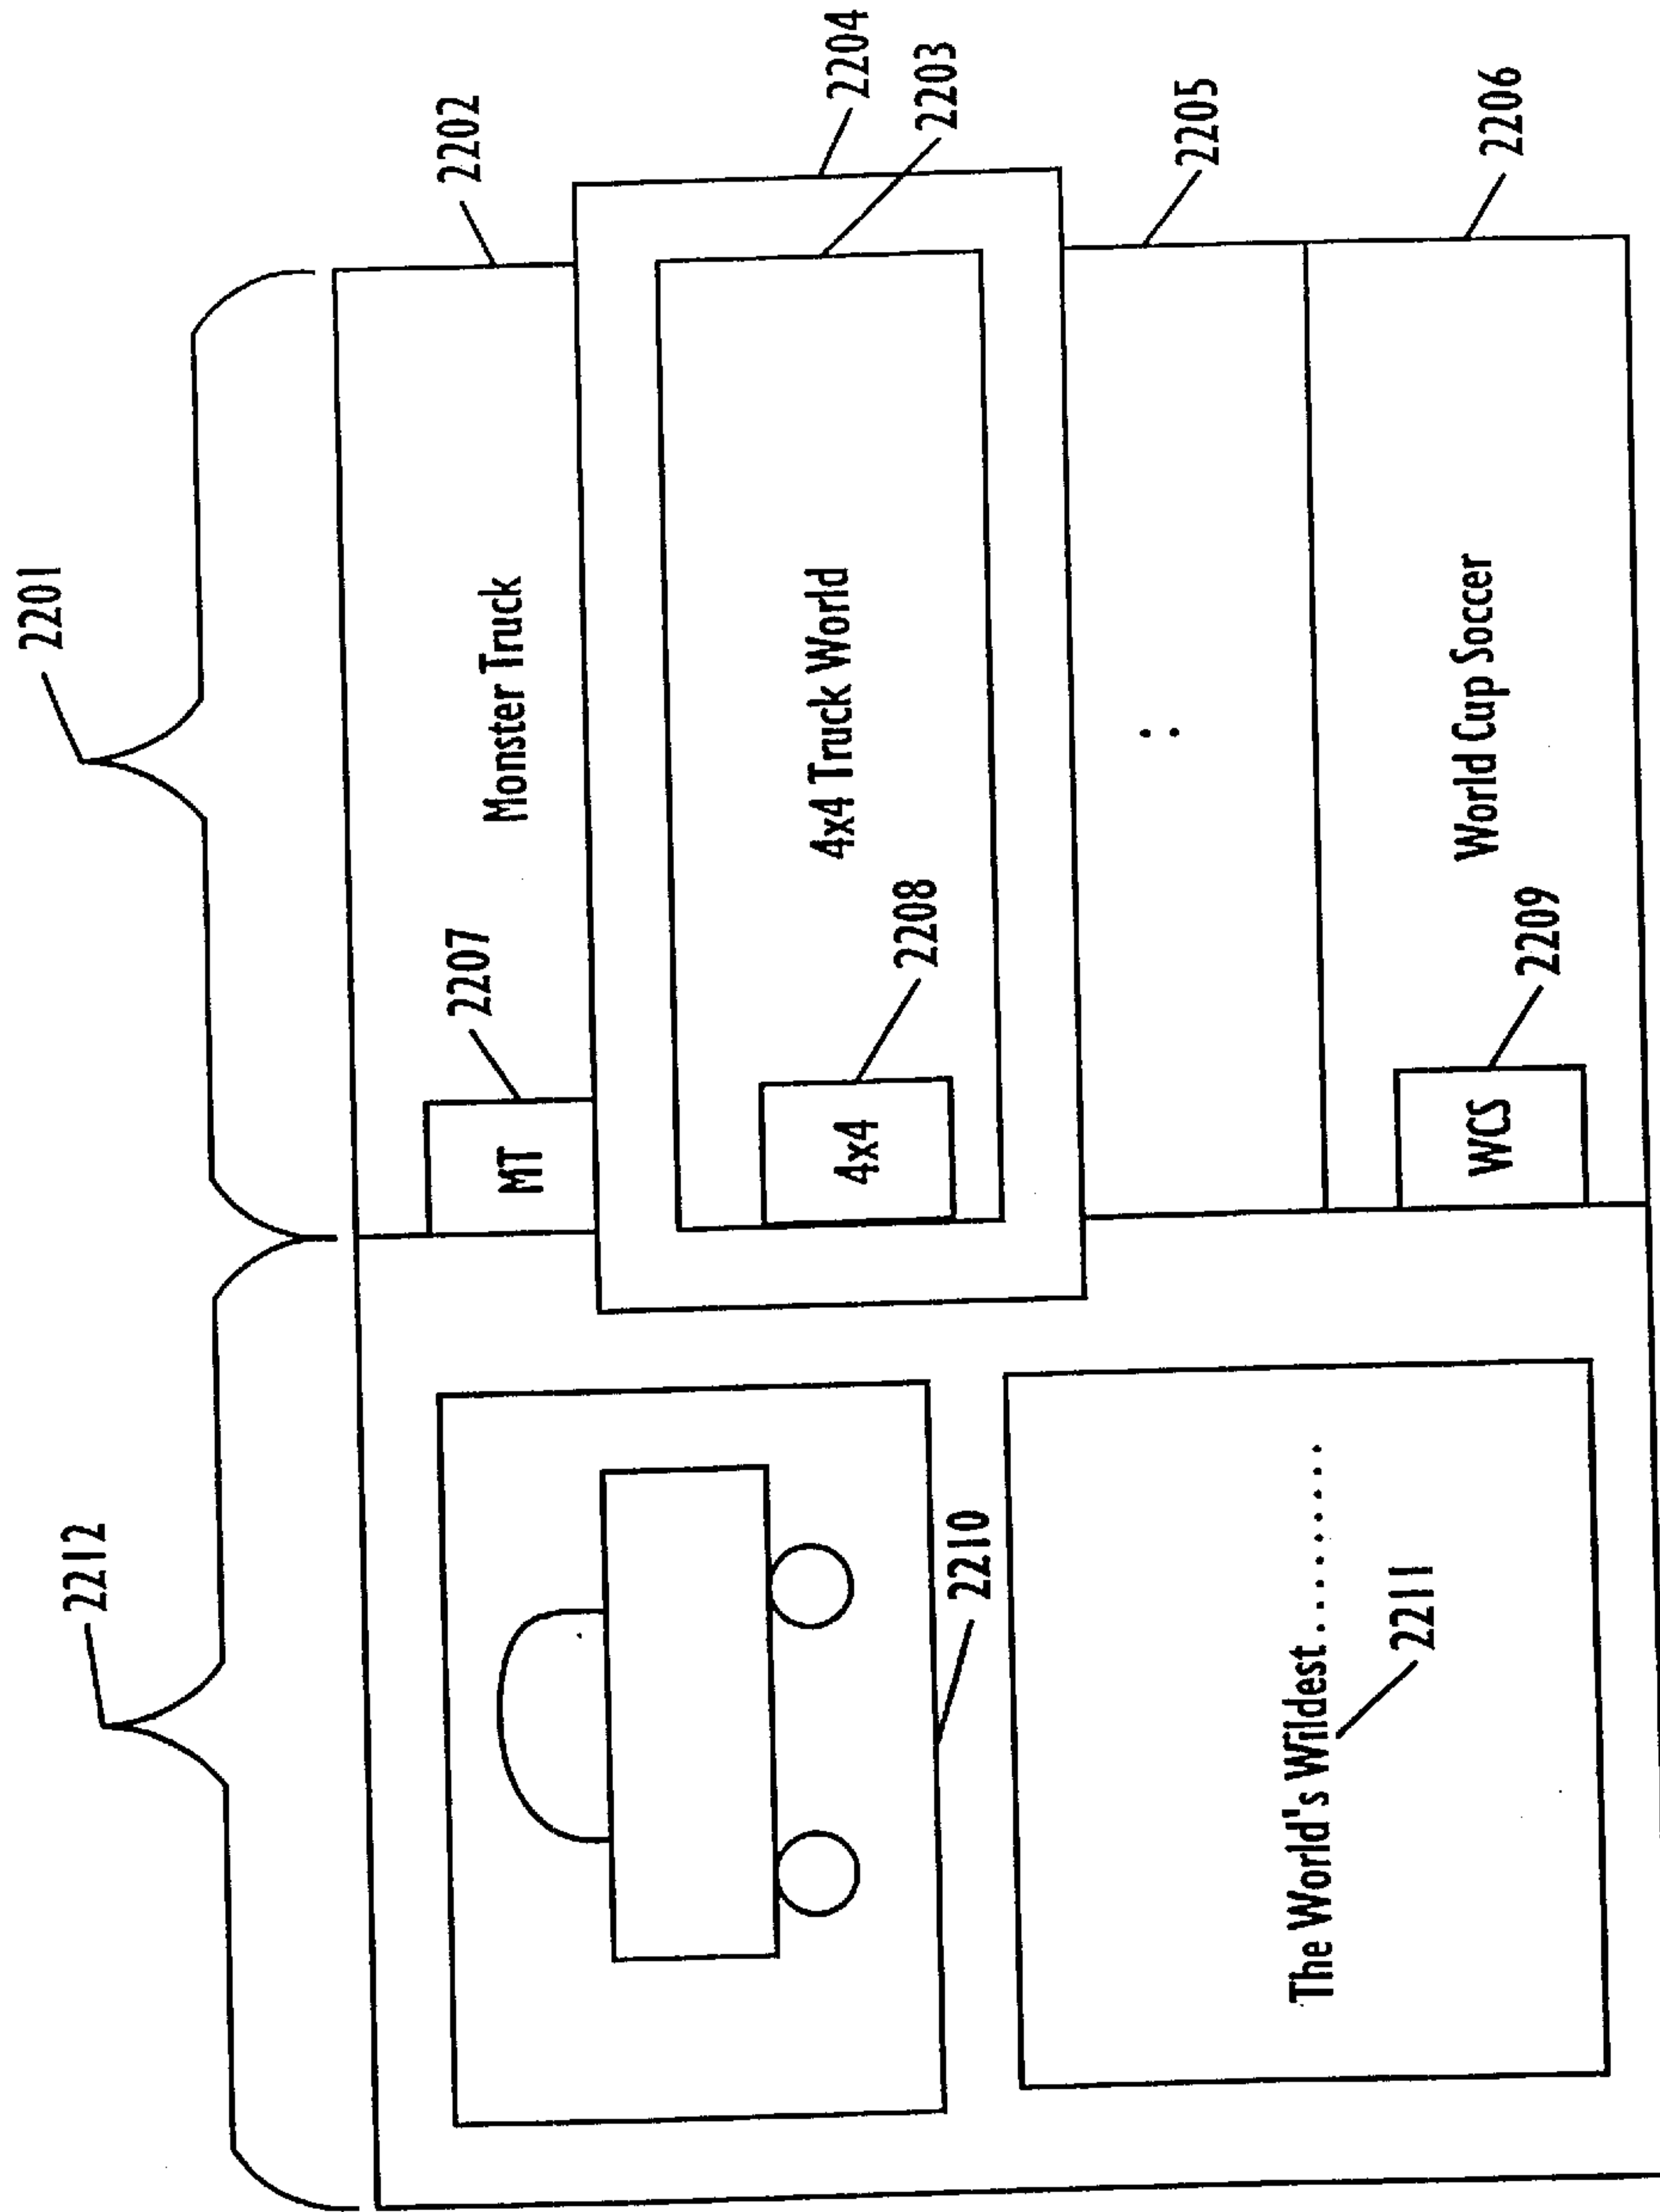 2212
2201
2202
MT
2207
Monster Truck
2204
2203
4x4
2208
4x4 Truck World
2210
2205
:
The World's Wildest..........
2211
WCS
2209
World Cup Soccer
2206